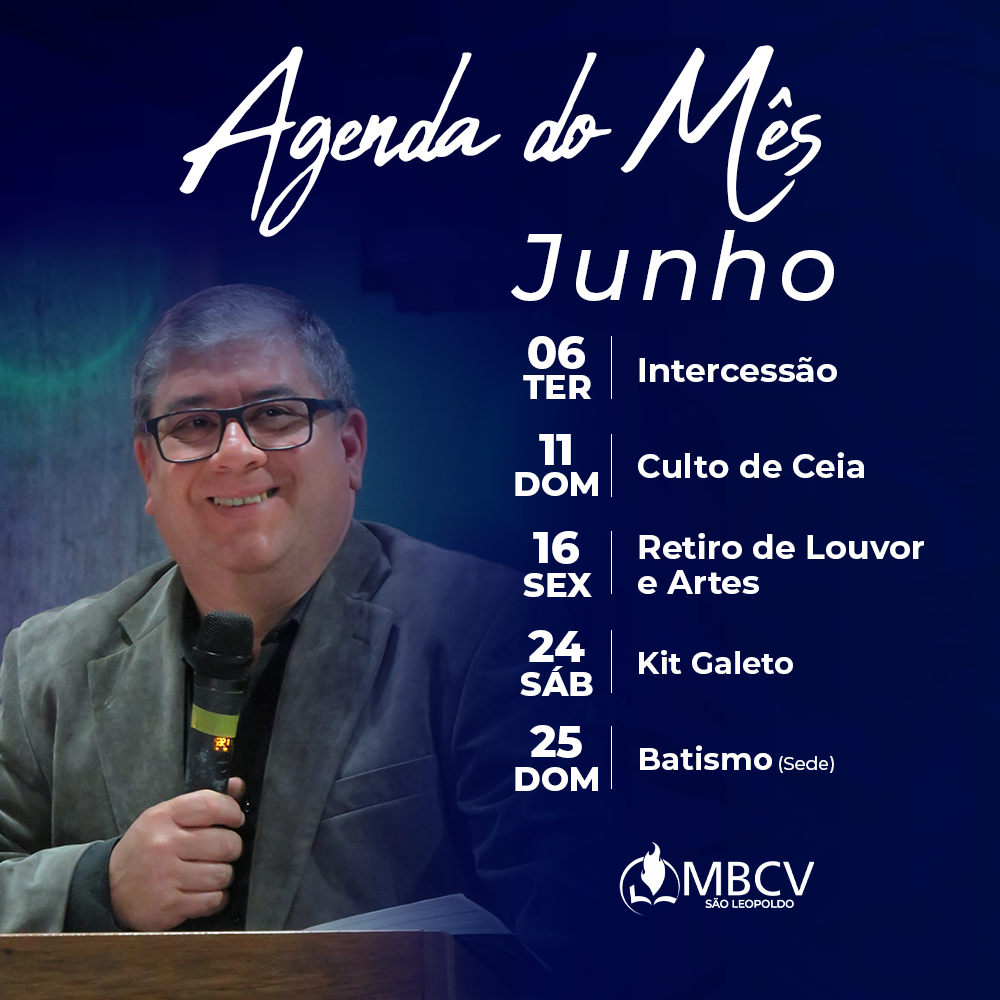 Agenda do Mês
Junho
06
TER
Intercessão
11
DOM
Culto de Ceia
16
SEX
Retiro de Louvor
e Artes
24
SÁB
Kit Galeto
25
DOM
Batismo (Sede)
MBCV
SÃO LEOPOLDO